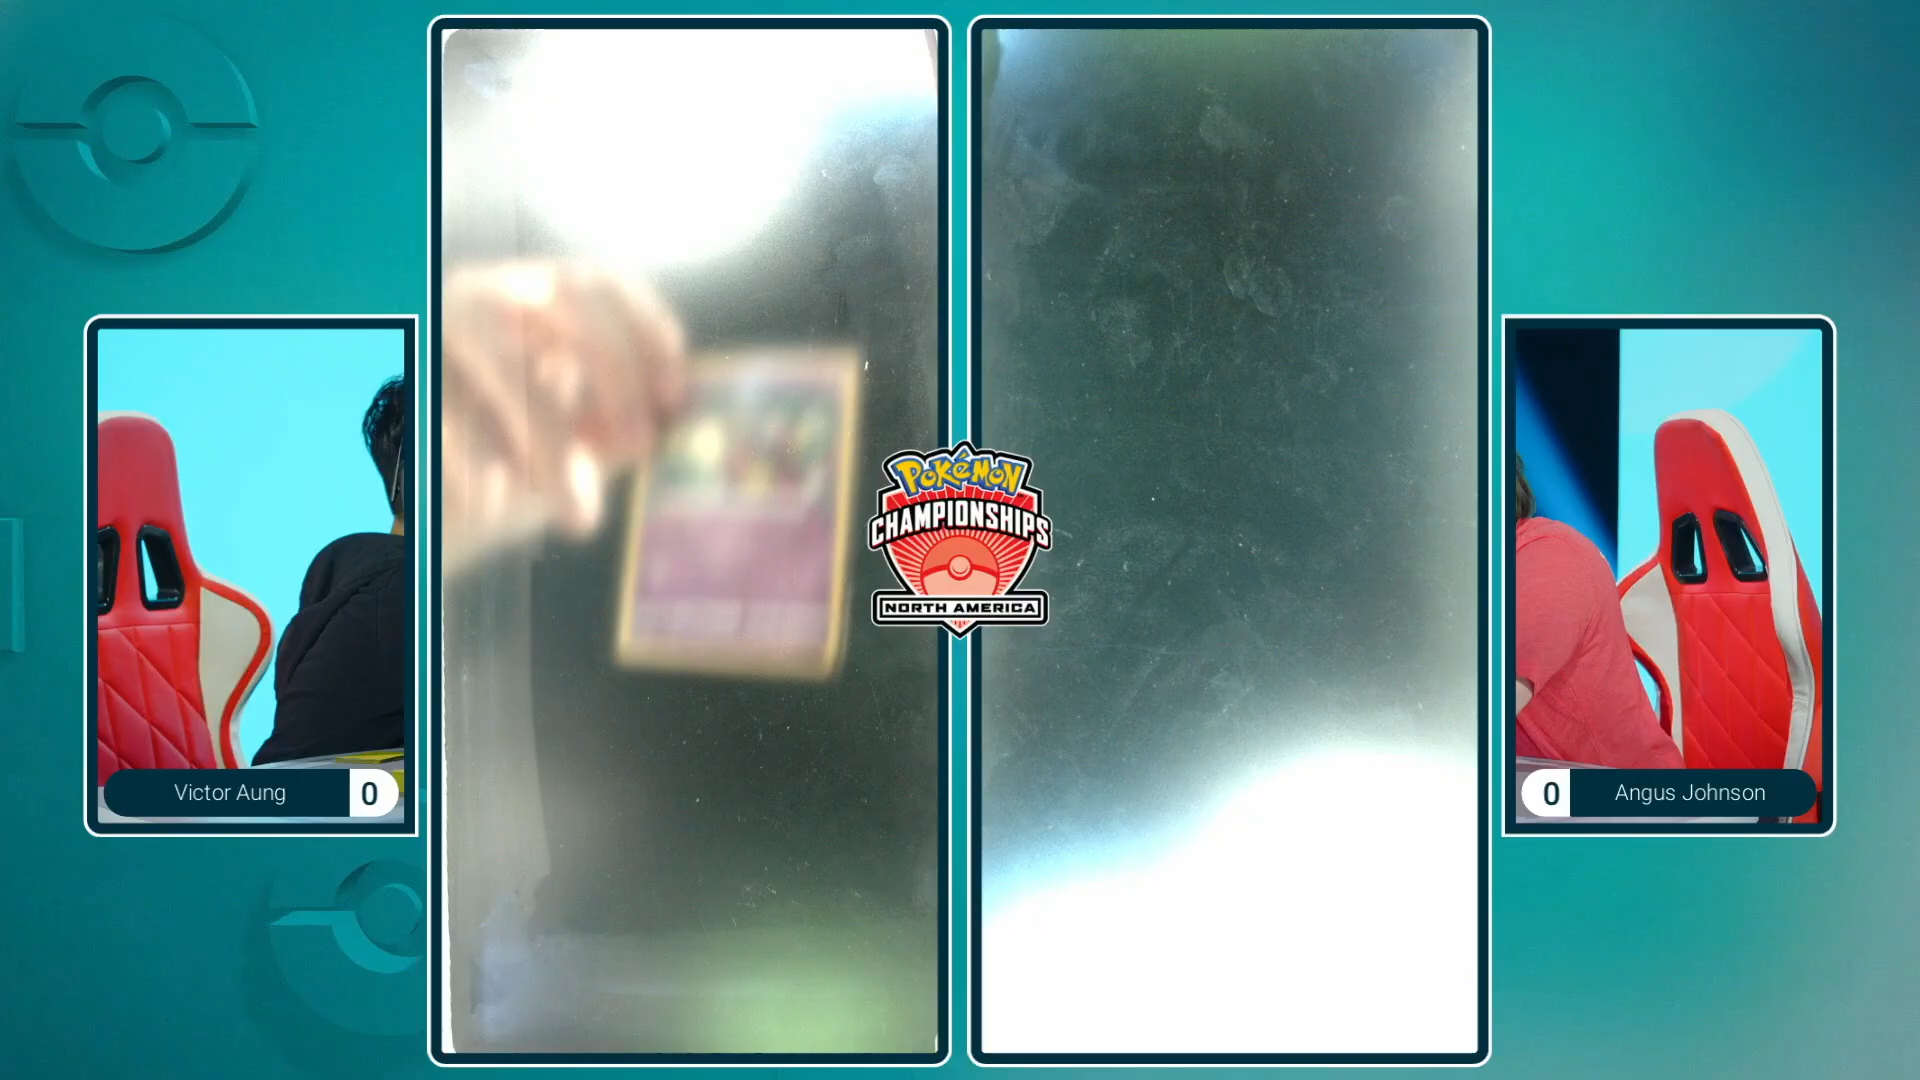 POKéMON
CHAMPIONSHIPS
NORTH AMERICA
Victor Aung 0
0 Angus Johnson